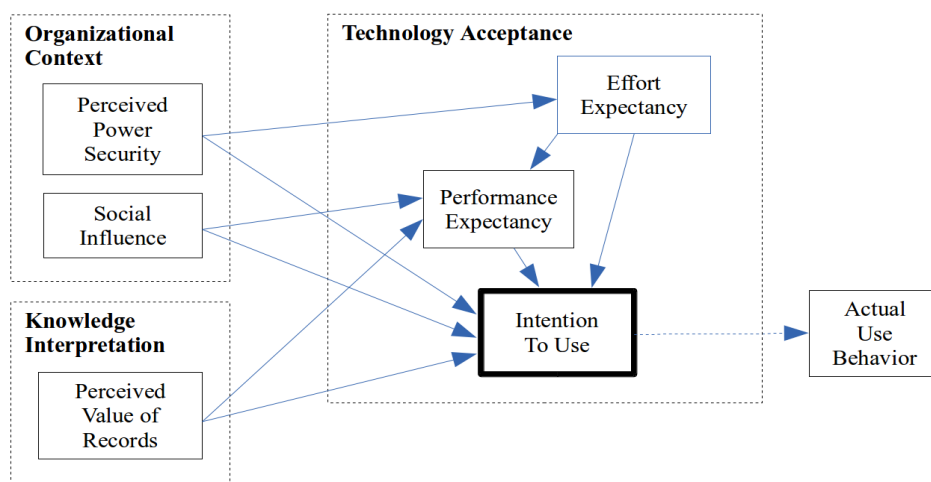 Organizational
Context
Perceived
Power
Security
Social
Influence
Knowledge
Interpretation
Perceived
Value of
Records
Technology Acceptance
Effort
Expectancy
Performance
Expectancy
Intention
To Use
Actual
Use
Behavior